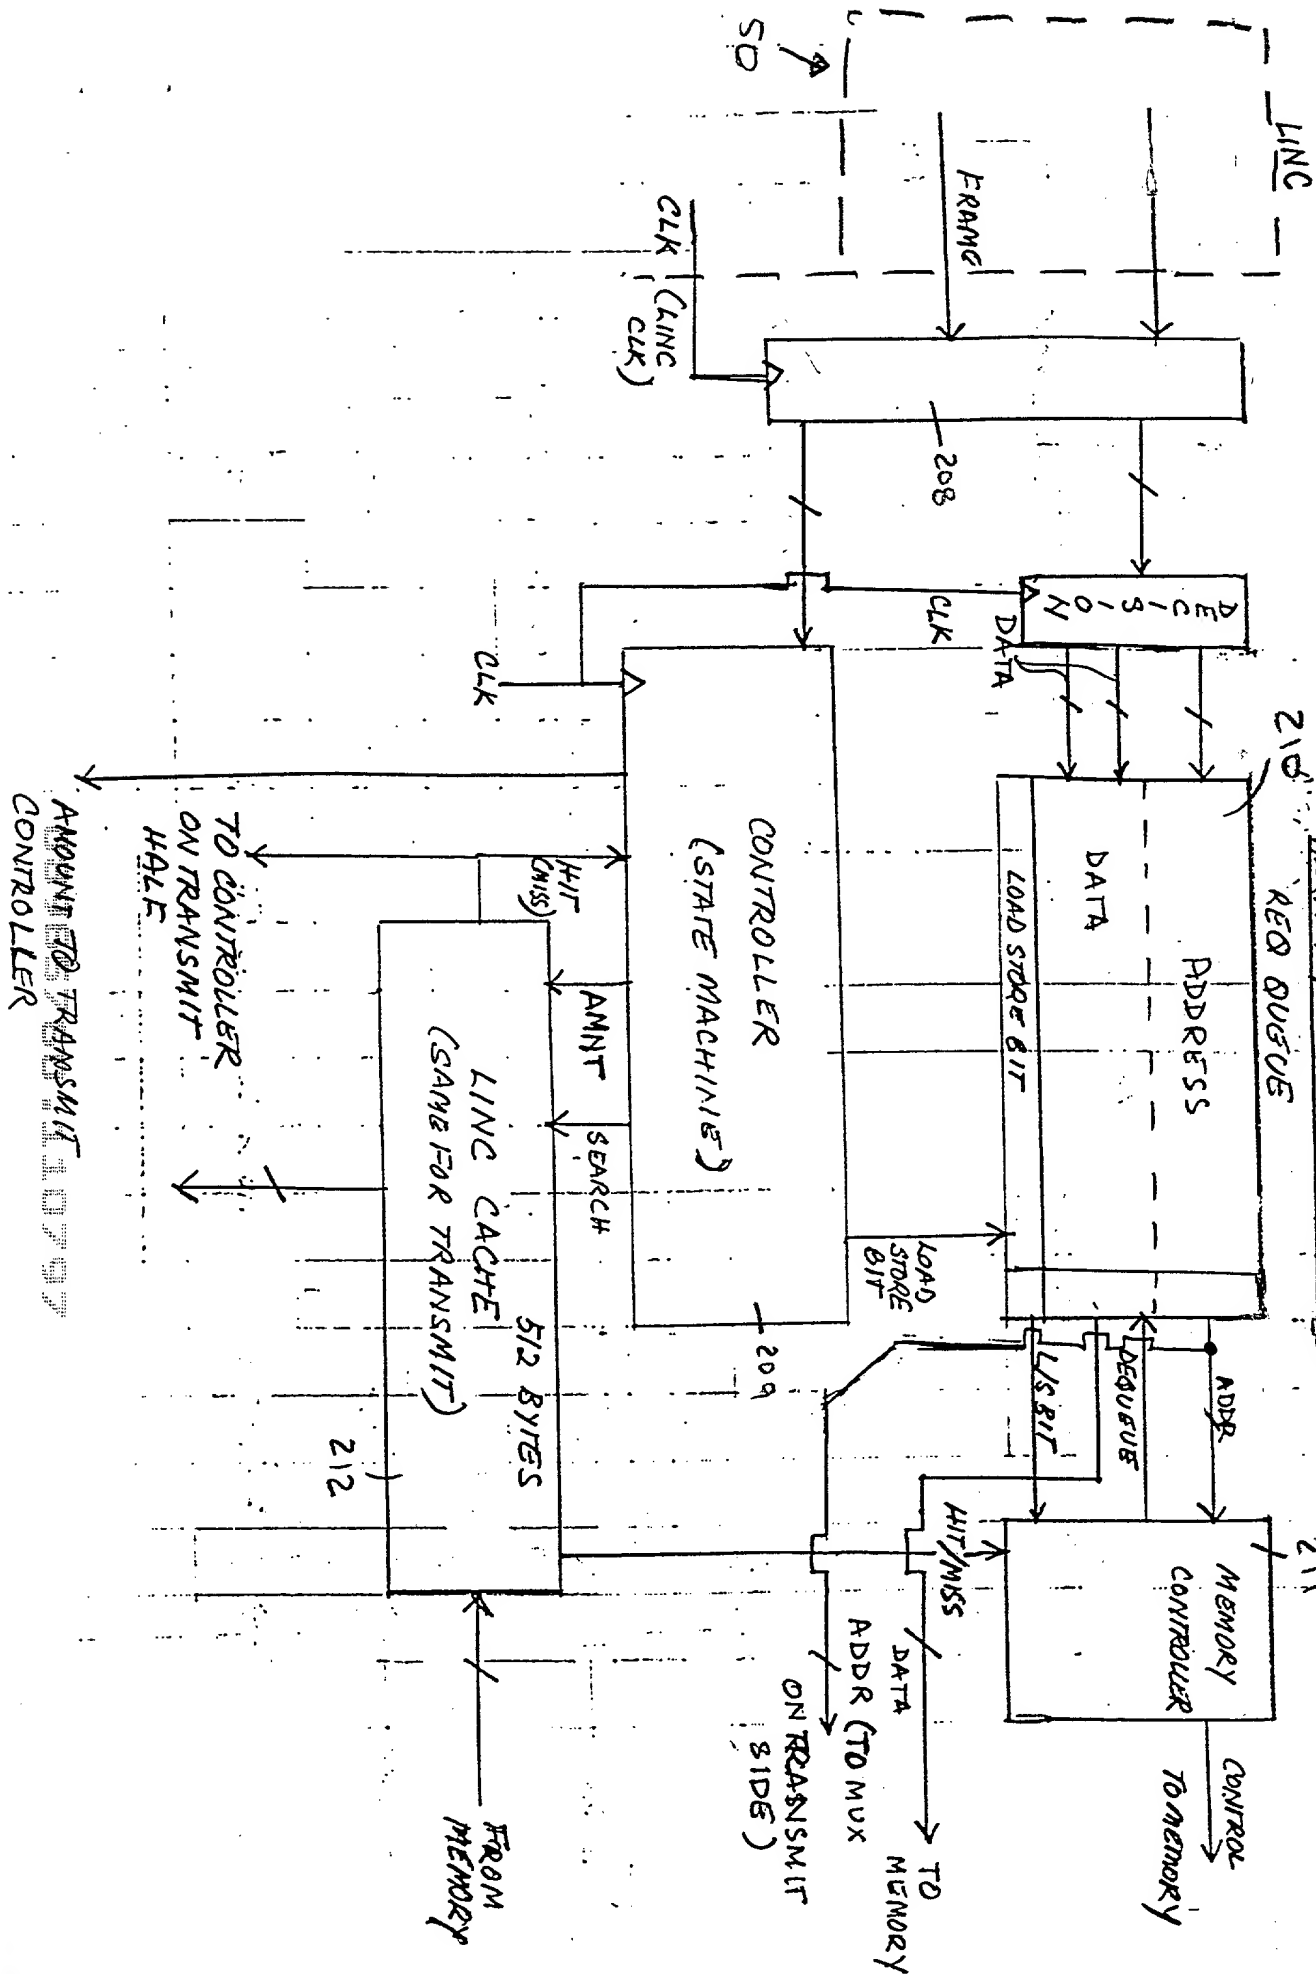 LINC
50
FRAME
CLK (LINC
CLK)
208
DECISION
CLK
DATA
CLK
210
REQ QUEUE
ADDRESS
DATA
LOAD STORE BIT
CONTROLLER
(STATE MACHINE)
209
LOAD
STORE
BIT
HIT
(MISS)
AMNT
SEARCH
LINC CACHE
(SAME FOR TRANSMIT)
512 BYTES
212
TO CONTROLLER
ON TRANSMIT
HALF
AMOUNT TO TRANSMIT
CONTROLLER
ADDR
DEQUEUE
L/S BIT
HIT/MISS
211
MEMORY
CONTROLLER
CONTROL
TO MEMORY
DATA
TO
MEMORY
ADDR (TO MUX
ON TRANSMIT
SIDE)
FROM
MEMORY